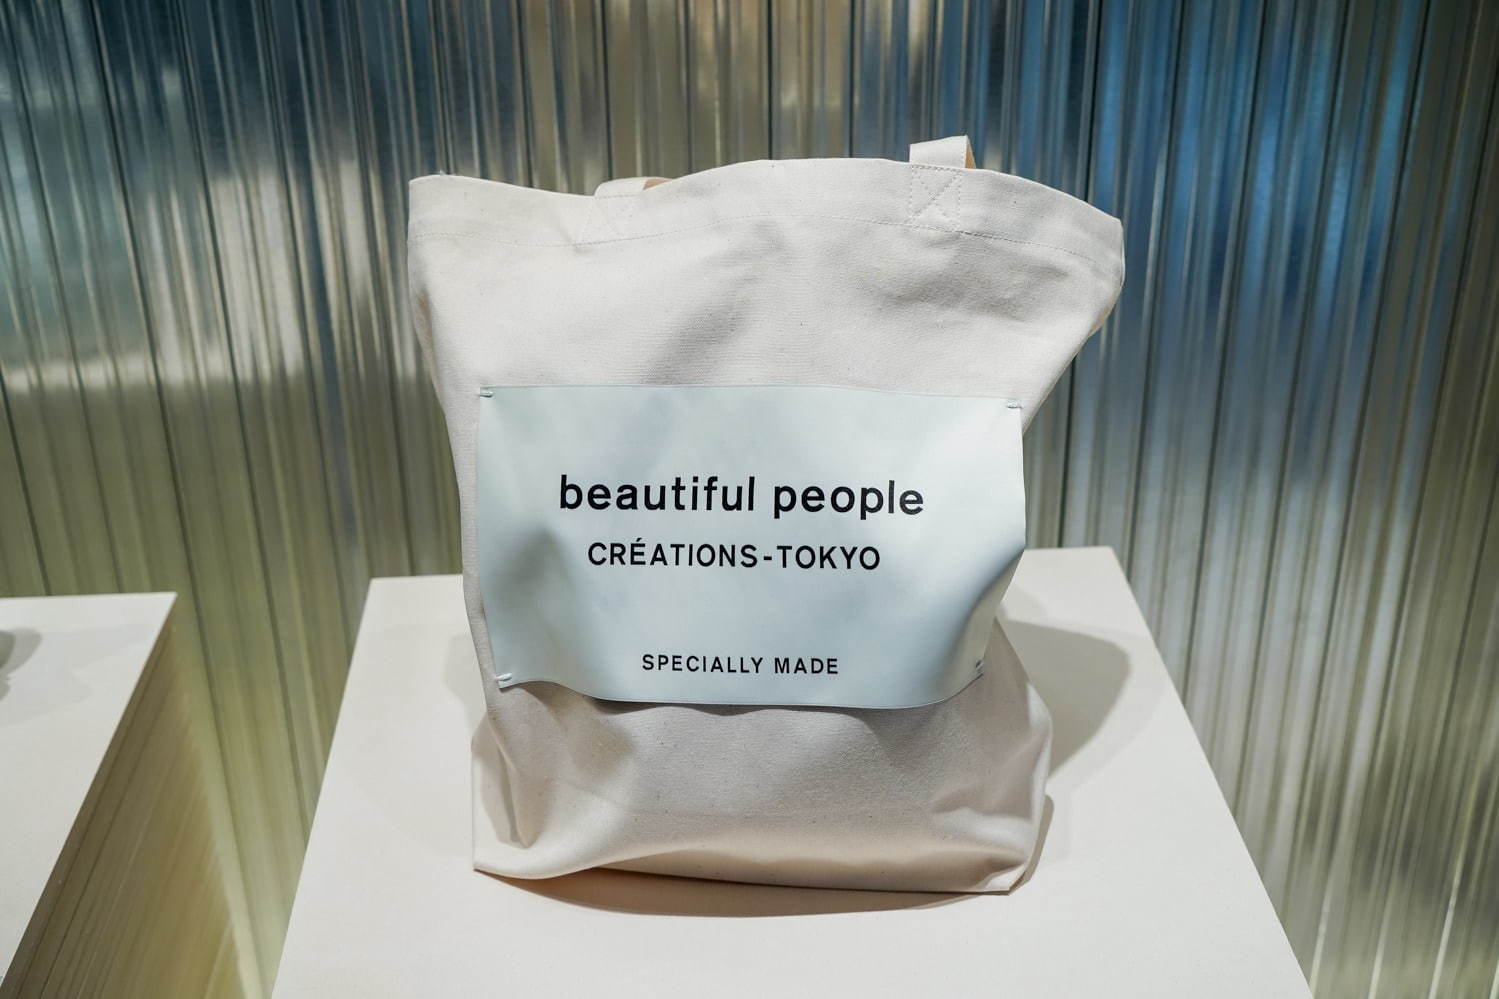 beautiful people
CRÉATIONS-TOKYO
SPECIALLY MADE